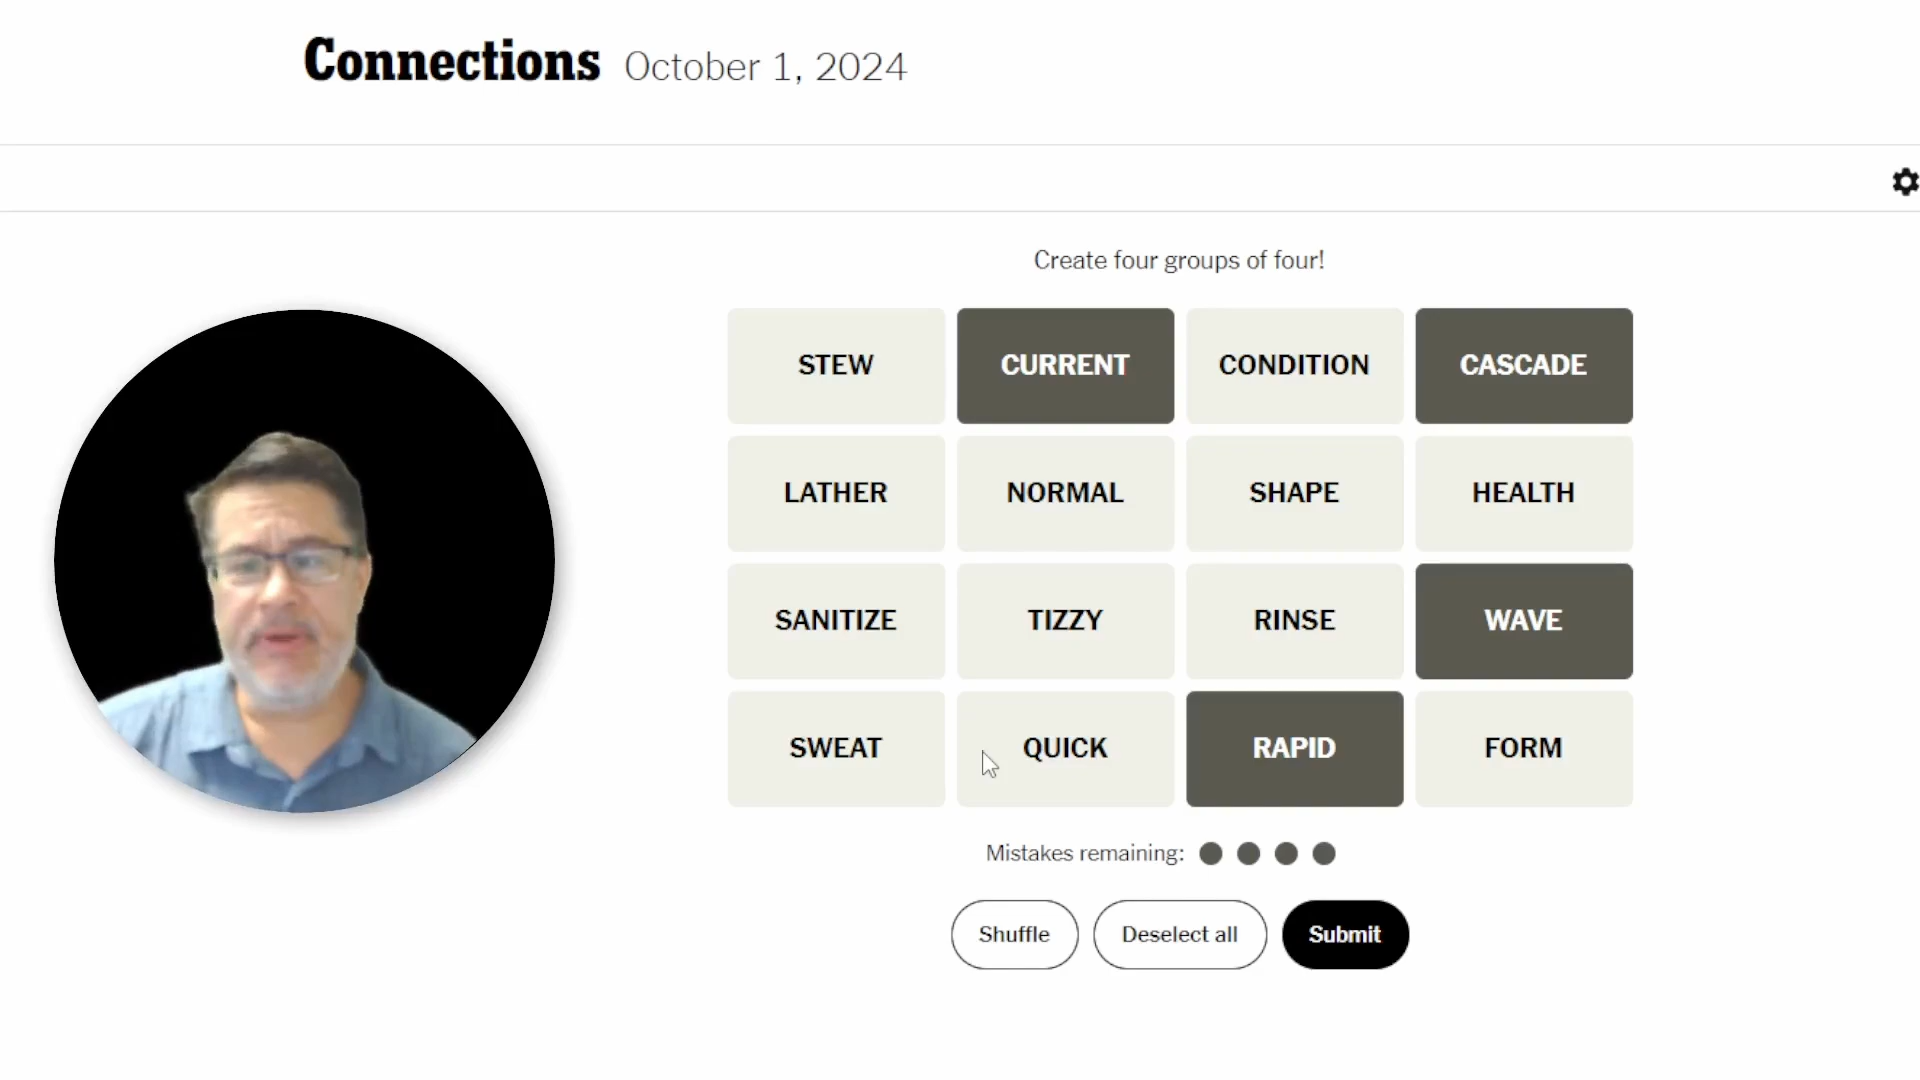 Connections October 1, 2024
Create four groups of four!
STEW CURRENT CONDITION CASCADE
LATHER NORMAL SHAPE HEALTH
SANITIZE TIZZY RINSE WAVE
SWEAT QUICK RAPID FORM
Mistakes remaining:
Shuffle Deselect all Submit